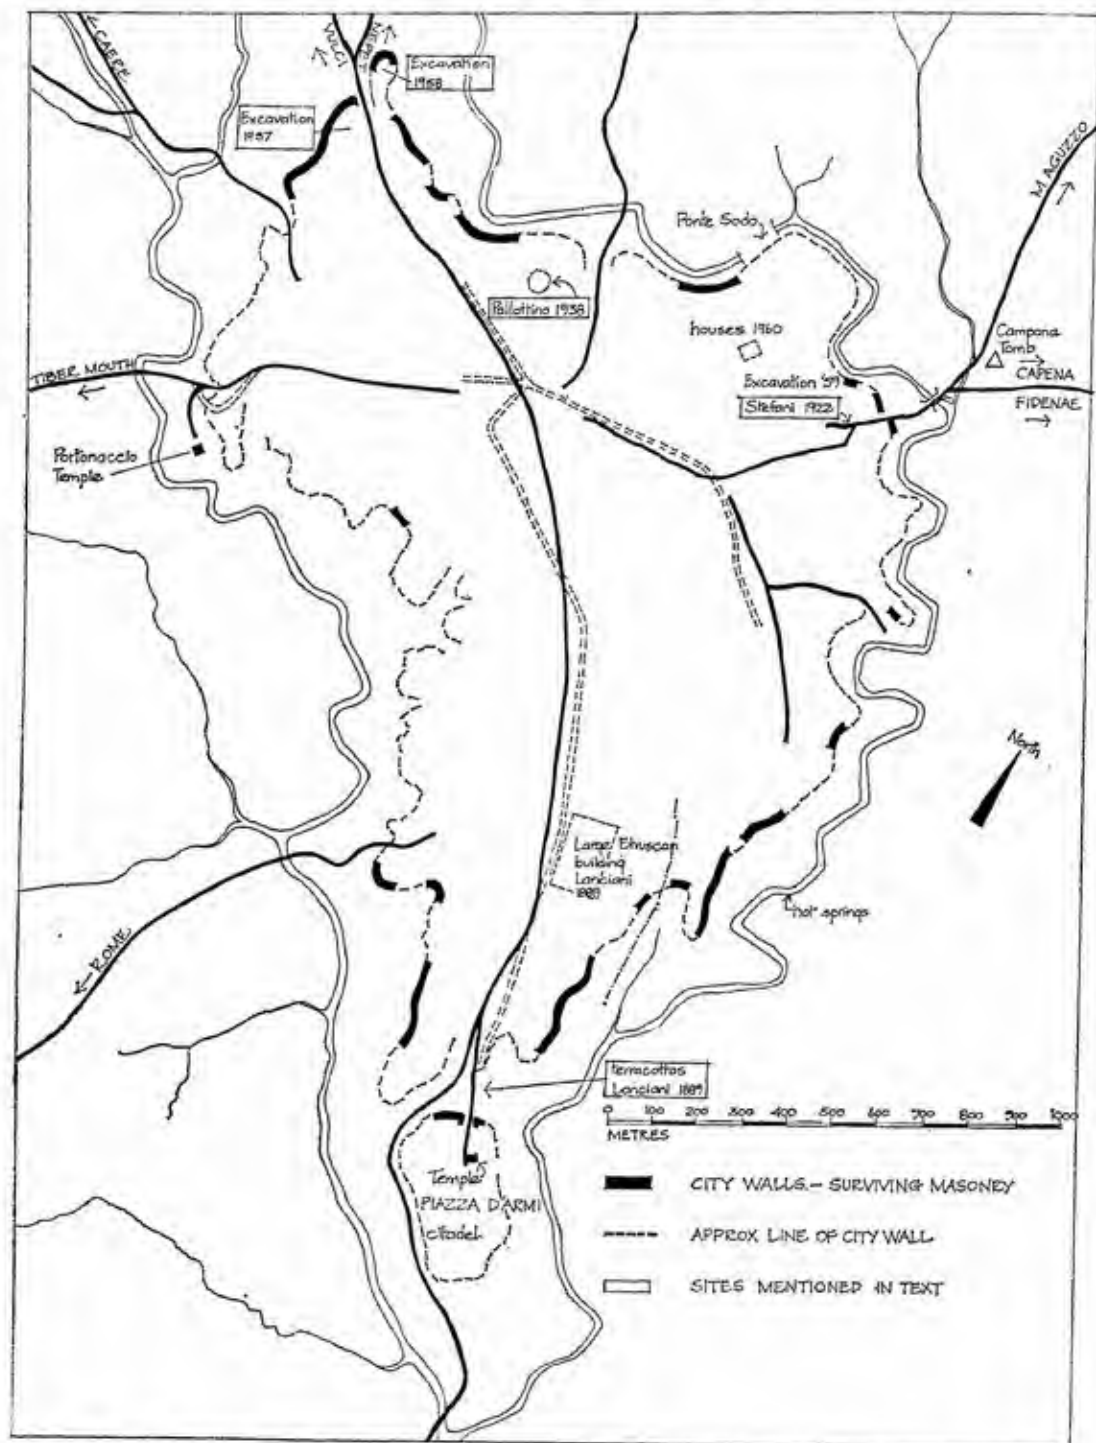 CAERE
VULCI
NEPET
Excavation
1958
Excavation
1957
M. AGUZZO
Ponte Sodo
Pallottino 1938
houses 1960
Campana
Tomb
CAPENA
TIBER MOUTH
Excavation '59
Stefani 1922
FIDENAE
Portonaccio
Temple
North
Large Etruscan
building
Lanciani
1889
hot springs
ROME
terracottas
Lanciani 1889
0 100 200 300 400 500 600 700 800 900 1000
METRES
Temple
PIAZZA D'ARMI
citadel
CITY WALLS - SURVIVING MASONRY
APPROX LINE OF CITY WALL
SITES MENTIONED IN TEXT